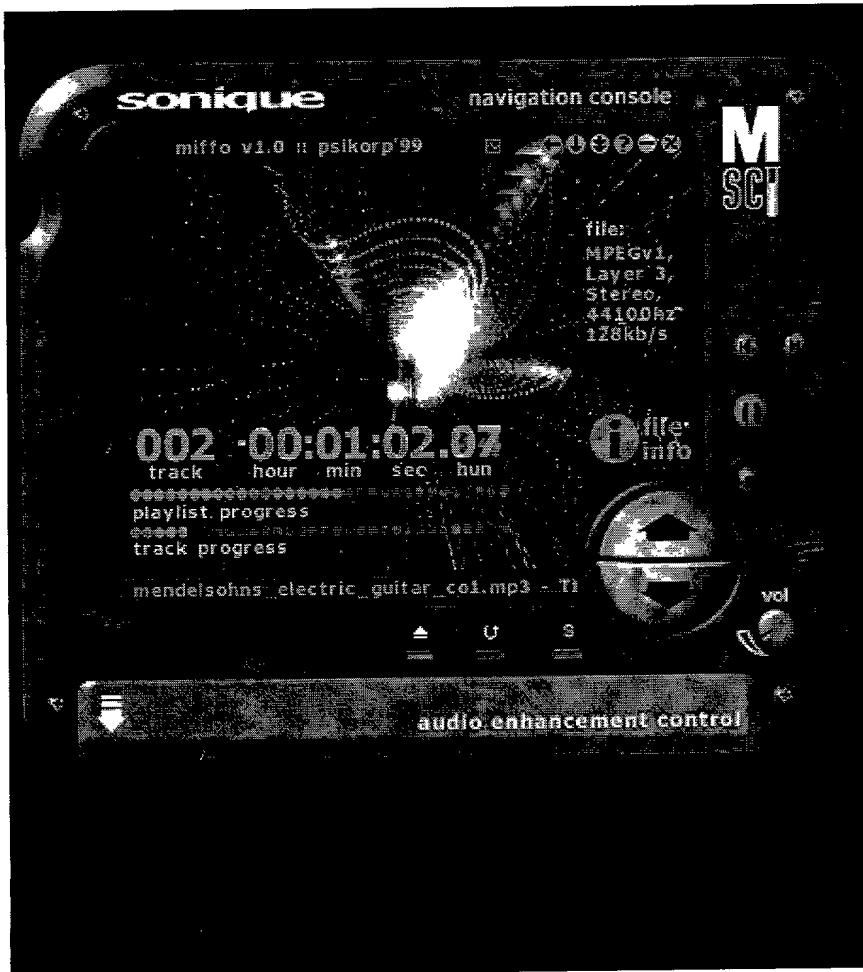 sonique
navigation console
M
SCI
miffo v1.0 :: psikorp'99
file:
MPEGv1,
Layer 3,
Stereo,
44100hz
128kb/s
002 -00:01:02.07
track hour min sec hun
file
info
playlist progress
track progress
mendelsohns_electric_guitar_co1.mp3 - T
vol
S
audio enhancement control